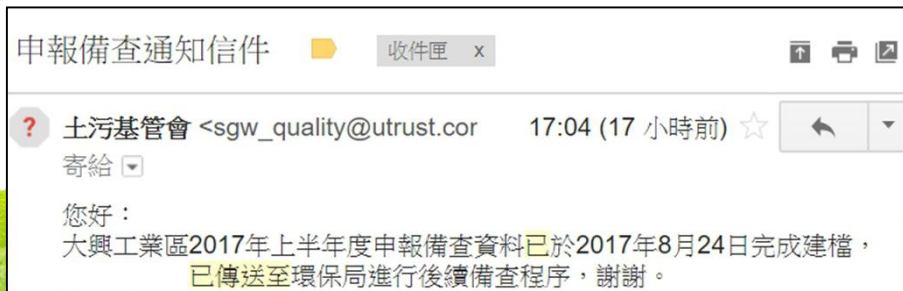 申報備查通知信件 收件匣 x
土污基管會 <sgw_quality@utrust.cor 17:04 (17 小時前)
寄給
您好：
大興工業區2017年上半年度申報備查資料已於2017年8月24日完成建檔，
已傳送至環保局進行後續備查程序，謝謝。